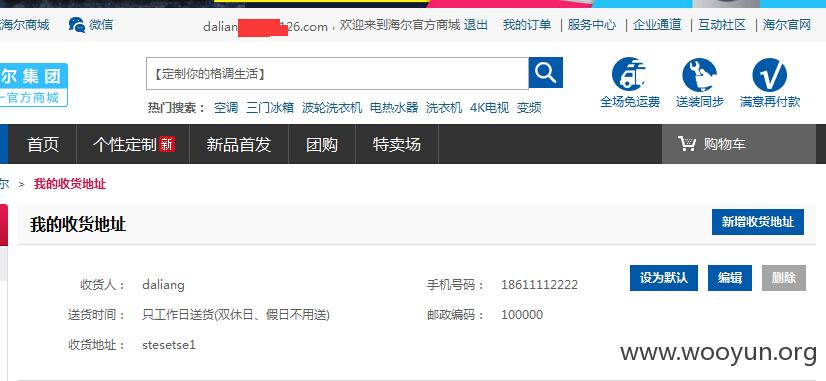 海尔商城 微信 daliang 126.com，欢迎来到海尔官方商城 退出 我的订单 | 服务中心 | 企业通道 | 互动社区 | 海尔官网
尔集团
官方商城
【定制你的格调生活】
全场免运费 送装同步 满意再付款
热门搜索： 空调 三门冰箱 波轮洗衣机 电热水器 洗衣机 4K电视 变频
首页 个性定制 新 新品首发 团购 特卖场 购物车
尔 > 我的收货地址
我的收货地址 新增收货地址
收货人： daliang 手机号码： 18611112222 设为默认 编辑 删除
送货时间： 只工作日送货(双休日、假日不用送) 邮政编码： 100000
收货地址： stesetse1
www.wooyun.org